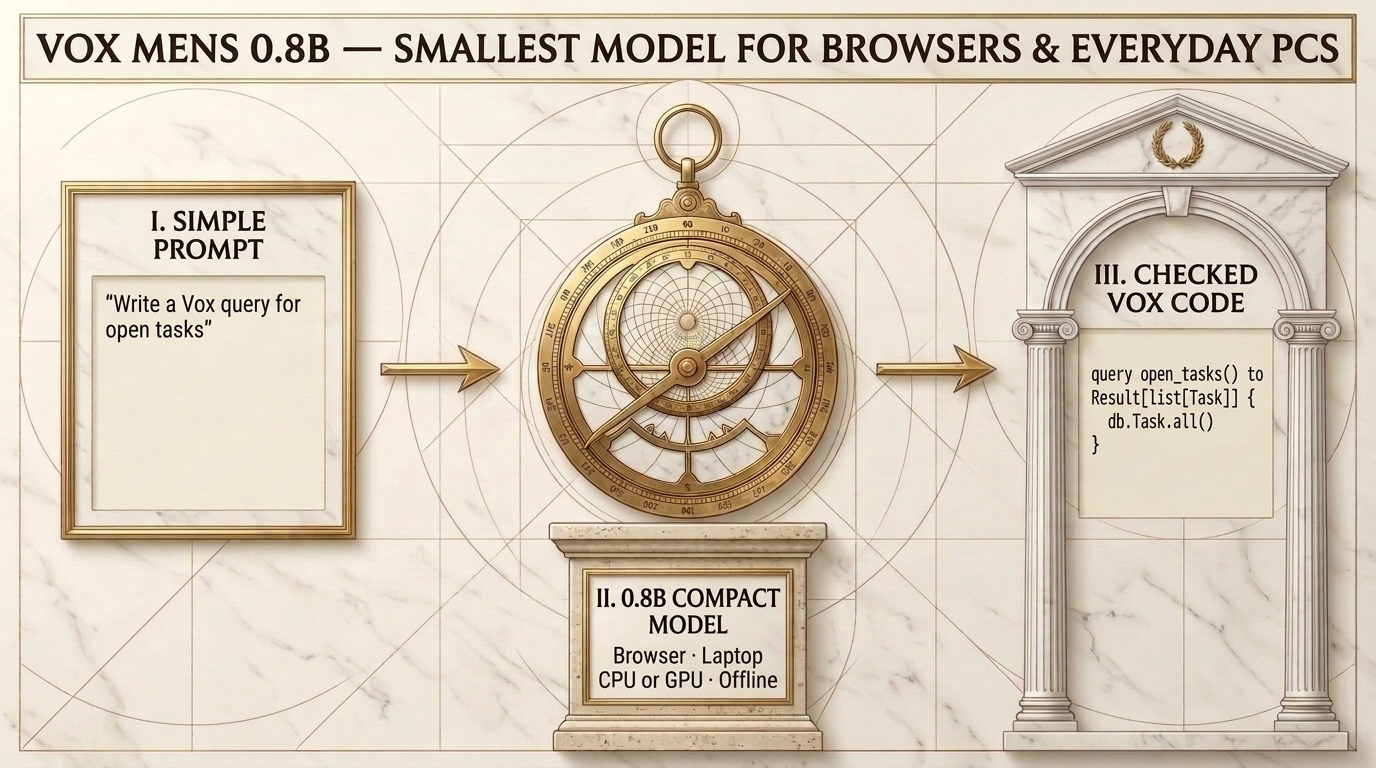 VOX MENS 0.8B — SMALLEST MODEL FOR BROWSERS & EVERYDAY PCS
I. SIMPLE
PROMPT
“Write a Vox query for
open tasks”
II. 0.8B COMPACT
MODEL
Browser · Laptop
CPU or GPU · Offline
III. CHECKED
VOX CODE
query open_tasks() to
Result[list[Task]] {
  db.Task.all()
}